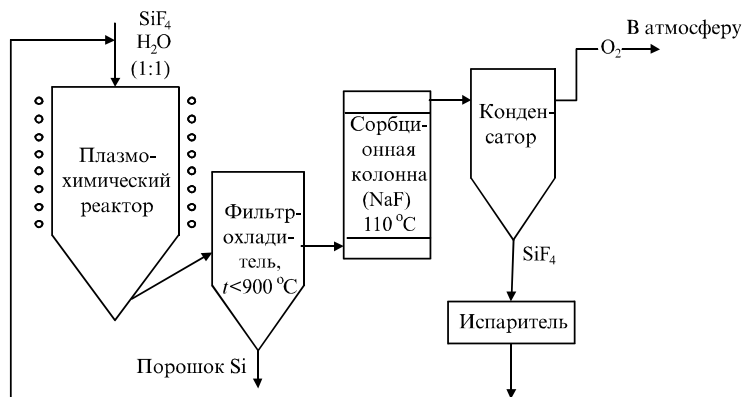 SiF₄
H₂O
(1:1)
Плазмо-
химический
реактор
Фильтр-
охлади-
тель,
t<900 °C
Порошок Si
Сорбци-
онная
колонна
(NaF)
110 °C
Конден-
сатор
O₂
В атмосферу
SiF₄
Испаритель